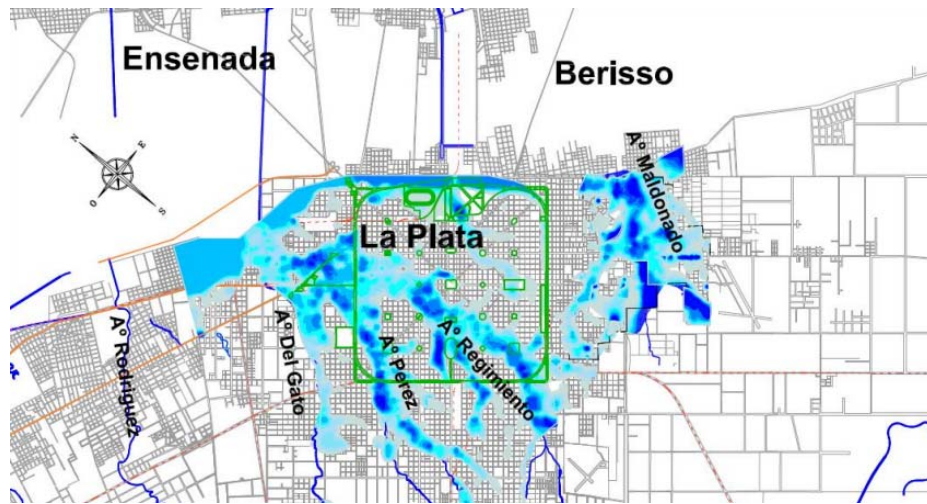 Ensenada
Berisso
Aº Maldonado
N
E
O
S
La Plata
Aº Rodriguez
Aº Del Gato
Aº Perez
Aº Regimiento